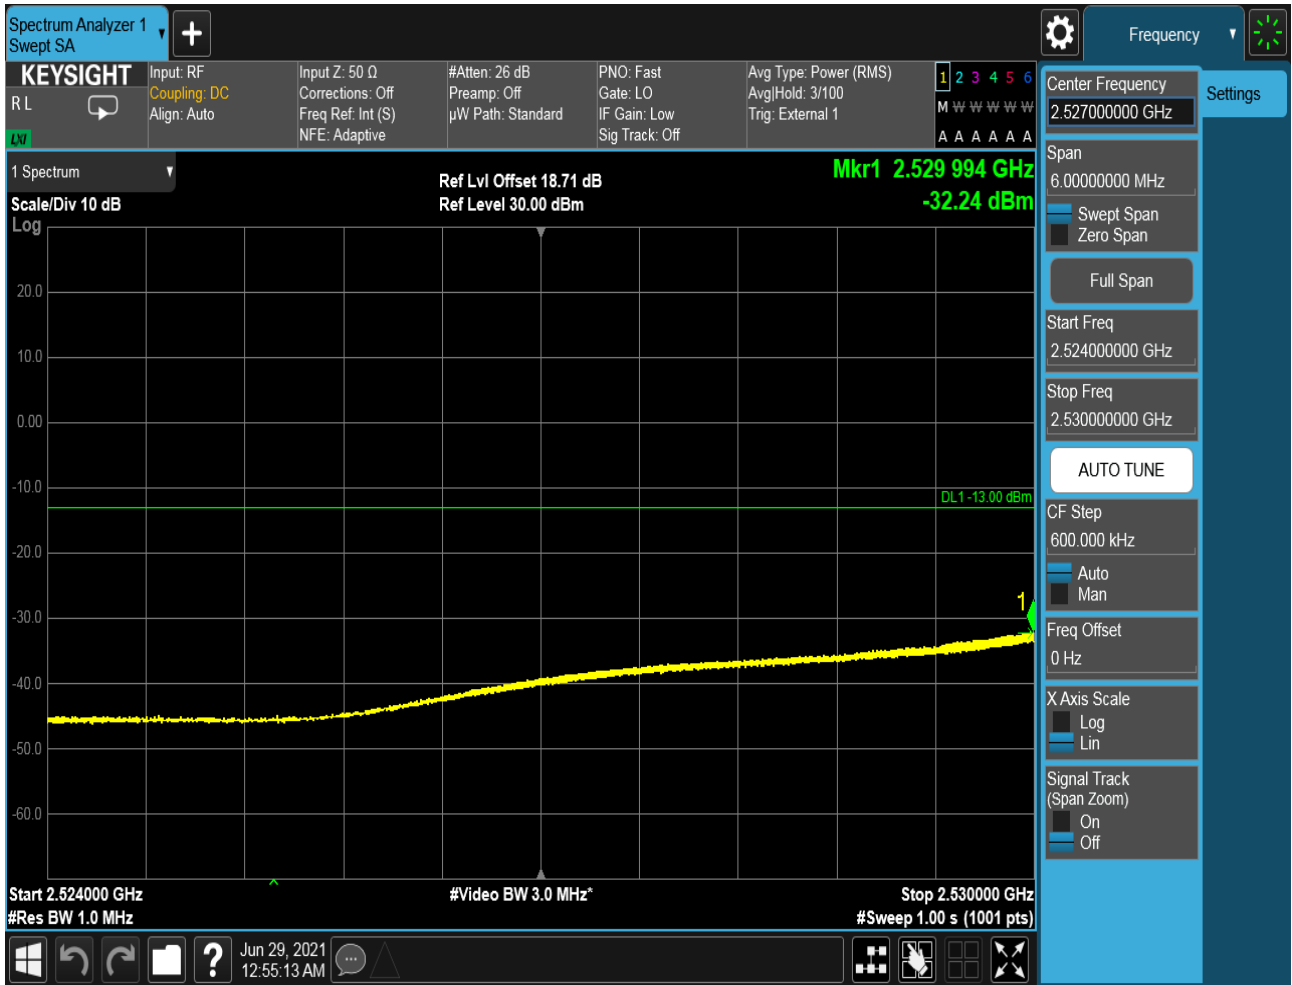 Spectrum Analyzer 1
Swept SA
Frequency
KEYSIGHT
R L
LXI
Input: RF
Coupling: DC
Align: Auto
Input Z: 50 Ω
Corrections: Off
Freq Ref: Int (S)
NFE: Adaptive
#Atten: 26 dB
Preamp: Off
µW Path: Standard
PNO: Fast
Gate: LO
IF Gain: Low
Sig Track: Off
Avg Type: Power (RMS)
Avg|Hold: 3/100
Trig: External 1
1 2 3 4 5 6
M W W W W W
A A A A A A
1 Spectrum
Scale/Div 10 dB
Log
Ref Lvl Offset 18.71 dB
Ref Level 30.00 dBm
Mkr1 2.529 994 GHz
-32.24 dBm
20.0
10.0
0.00
-10.0
-20.0
-30.0
-40.0
-50.0
-60.0
DL1 -13.00 dBm
1
Start 2.524000 GHz
#Res BW 1.0 MHz
#Video BW 3.0 MHz*
Stop 2.530000 GHz
#Sweep 1.00 s (1001 pts)
Center Frequency
2.527000000 GHz
Settings
Span
6.00000000 MHz
Swept Span
Zero Span
Full Span
Start Freq
2.524000000 GHz
Stop Freq
2.530000000 GHz
AUTO TUNE
CF Step
600.000 kHz
Auto
Man
Freq Offset
0 Hz
X Axis Scale
Log
Lin
Signal Track
(Span Zoom)
On
Off
?
Jun 29, 2021
12:55:13 AM